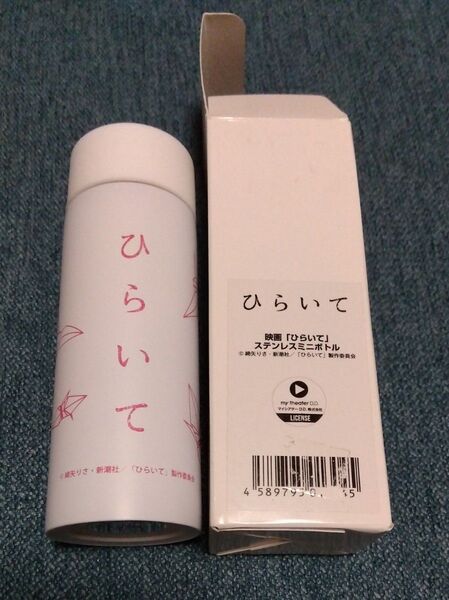 ひらいて
© 綿矢りさ・新潮社／「ひらいて」製作委員会
ひらいて
映画「ひらいて」
ステンレスミニボトル
© 綿矢りさ・新潮社／「ひらいて」製作委員会
my theater D.D.
マイシアターD.D. 株式会社
LICENSE